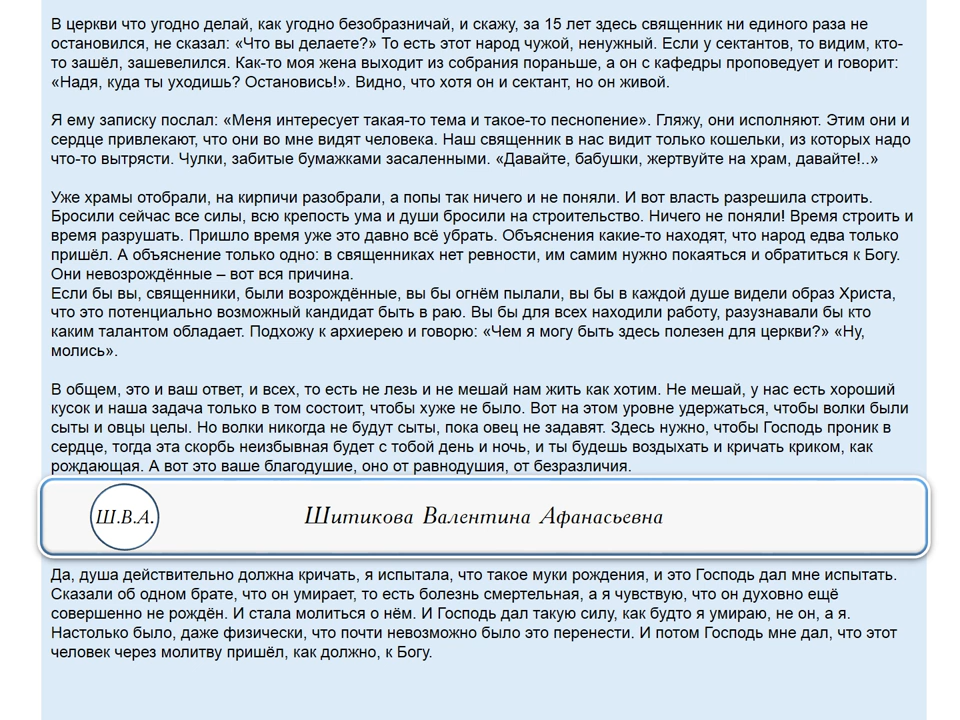 В церкви что угодно делай, как угодно безобразничай, и скажу, за 15 лет здесь священник ни единого раза не
остановился, не сказал: «Что вы делаете?» То есть этот народ чужой, ненужный. Если у сектантов, то видим, кто-
то зашёл, зашевелился. Как-то моя жена выходит из собрания пораньше, а он с кафедры проповедует и говорит:
«Надя, куда ты уходишь? Остановись!». Видно, что хотя он и сектант, но он живой.
Я ему записку послал: «Меня интересует такая-то тема и такое-то песнопение». Гляжу, они исполняют. Этим они и
сердце привлекают, что они во мне видят человека. Наш священник в нас видит только кошельки, из которых надо
что-то вытрясти. Чулки, забитые бумажками засаленными. «Давайте, бабушки, жертвуйте на храм, давайте!..»
Уже храмы отобрали, на кирпичи разобрали, а попы так ничего и не поняли. И вот власть разрешила строить.
Бросили сейчас все силы, всю крепость ума и души бросили на строительство. Ничего не поняли! Время строить и
время разрушать. Пришло время уже это давно всё убрать. Объяснения какие-то находят, что народ едва только
пришёл. А объяснение только одно: в священниках нет ревности, им самим нужно покаяться и обратиться к Богу.
Они невозрождённые – вот вся причина.
Если бы вы, священники, были возрождённые, вы бы огнём пылали, вы бы в каждой душе видели образ Христа,
что это потенциально возможный кандидат быть в раю. Вы бы для всех находили работу, разузнавали бы кто
каким талантом обладает. Подхожу к архиерею и говорю: «Чем я могу быть здесь полезен для церкви?» «Ну,
молись».
В общем, это и ваш ответ, и всех, то есть не лезь и не мешай нам жить как хотим. Не мешай, у нас есть хороший
кусок и наша задача только в том состоит, чтобы хуже не было. Вот на этом уровне удержаться, чтобы волки были
сыты и овцы целы. Но волки никогда не будут сыты, пока овец не задавят. Здесь нужно, чтобы Господь проник в
сердце, тогда эта скорбь неизбывная будет с тобой день и ночь, и ты будешь воздыхать и кричать криком, как
рождающая. А вот это ваше благодушие, оно от равнодушия, от безразличия.
Ш.В.А. Шитикова Валентина Афанасьевна
Да, душа действительно должна кричать, я испытала, что такое муки рождения, и это Господь дал мне испытать.
Сказали об одном брате, что он умирает, то есть болезнь смертельная, а я чувствую, что он духовно ещё
совершенно не рождён. И стала молиться о нём. И Господь дал такую силу, как будто я умираю, не он, а я.
Настолько было, даже физически, что почти невозможно было это перенести. И потом Господь мне дал, что этот
человек через молитву пришёл, как должно, к Богу.